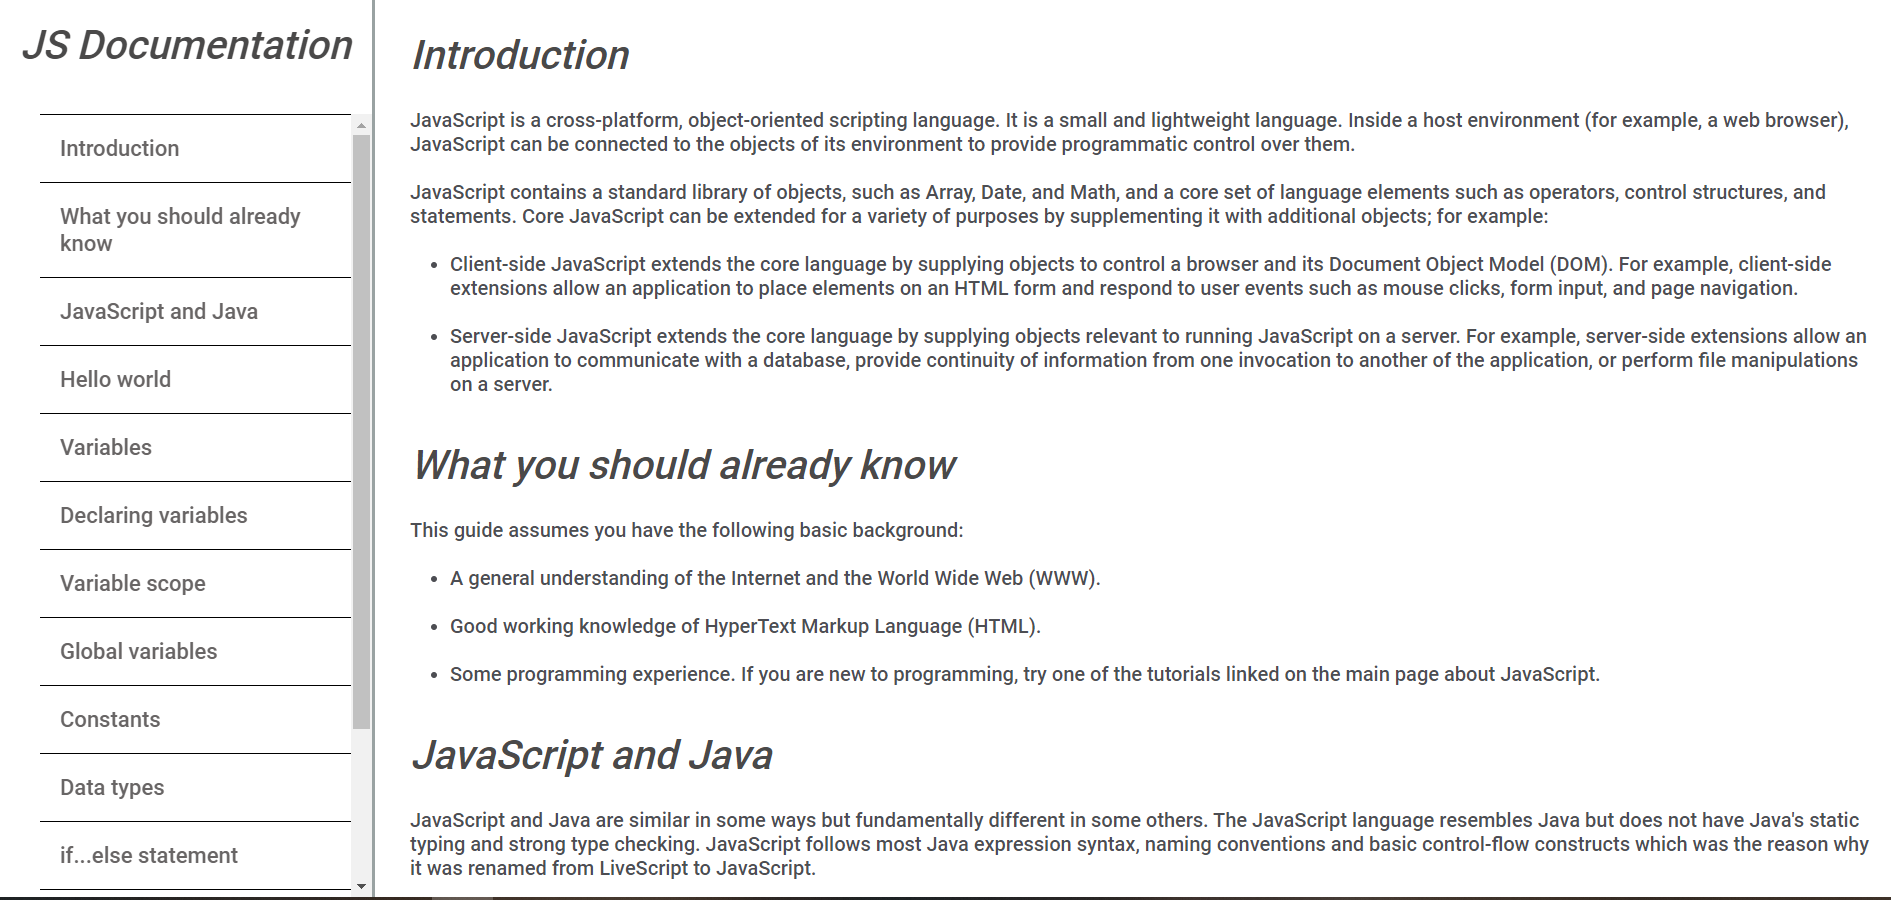 JS Documentation
Introduction
What you should already
know
JavaScript and Java
Hello world
Variables
Declaring variables
Variable scope
Global variables
Constants
Data types
if...else statement
Introduction
JavaScript is a cross-platform, object-oriented scripting language. It is a small and lightweight language. Inside a host environment (for example, a web browser),
JavaScript can be connected to the objects of its environment to provide programmatic control over them.
JavaScript contains a standard library of objects, such as Array, Date, and Math, and a core set of language elements such as operators, control structures, and
statements. Core JavaScript can be extended for a variety of purposes by supplementing it with additional objects; for example:
• Client-side JavaScript extends the core language by supplying objects to control a browser and its Document Object Model (DOM). For example, client-side
extensions allow an application to place elements on an HTML form and respond to user events such as mouse clicks, form input, and page navigation.
• Server-side JavaScript extends the core language by supplying objects relevant to running JavaScript on a server. For example, server-side extensions allow an
application to communicate with a database, provide continuity of information from one invocation to another of the application, or perform file manipulations
on a server.
What you should already know
This guide assumes you have the following basic background:
• A general understanding of the Internet and the World Wide Web (WWW).
• Good working knowledge of HyperText Markup Language (HTML).
• Some programming experience. If you are new to programming, try one of the tutorials linked on the main page about JavaScript.
JavaScript and Java
JavaScript and Java are similar in some ways but fundamentally different in some others. The JavaScript language resembles Java but does not have Java's static
typing and strong type checking. JavaScript follows most Java expression syntax, naming conventions and basic control-flow constructs which was the reason why
it was renamed from LiveScript to JavaScript.